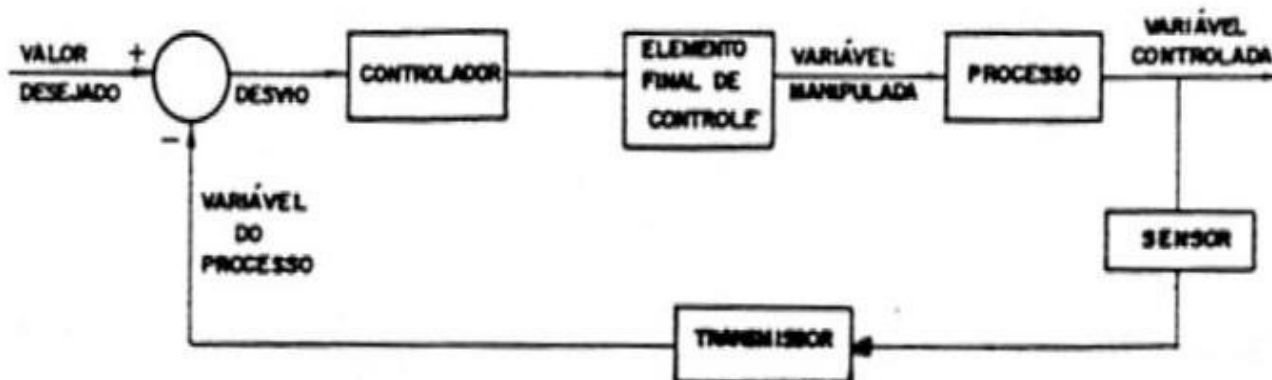 VALOR
DESEJADO
+
-
DESVIO
CONTROLADOR
ELEMENTO
FINAL DE
CONTROLE
VARIÁVEL
MANIPULADA
PROCESSO
VARIÁVEL
CONTROLADA
SENSOR
TRANSMISSOR
VARIÁVEL
DO
PROCESSO